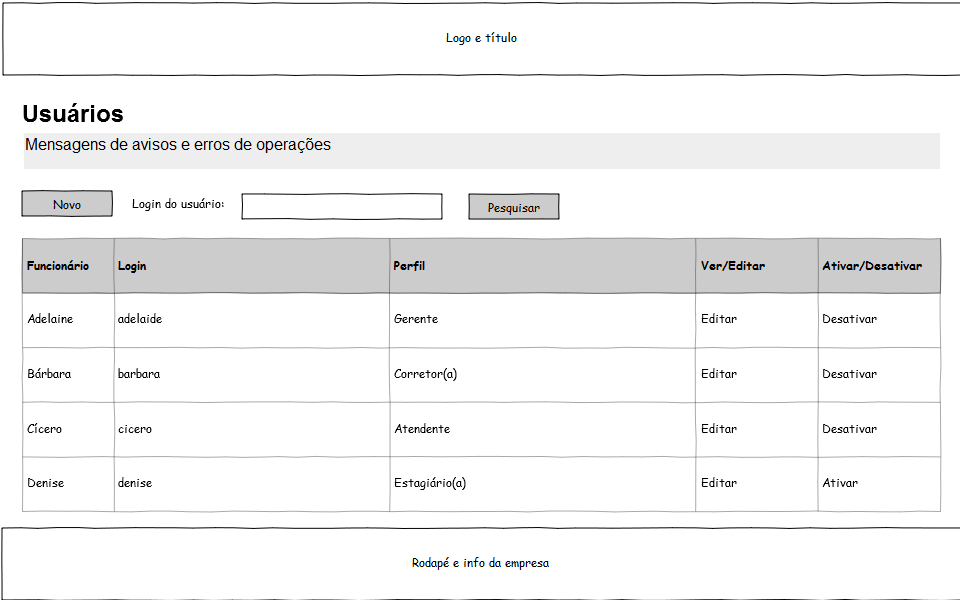 Logo e título
Usuários
Mensagens de avisos e erros de operações
Novo Login do usuário: Pesquisar
Funcionário Login Perfil Ver/Editar Ativar/Desativar
Adelaine adelaide Gerente Editar Desativar
Bárbara barbara Corretor(a) Editar Desativar
Cícero cicero Atendente Editar Desativar
Denise denise Estagiário(a) Editar Ativar
Rodapé e info da empresa